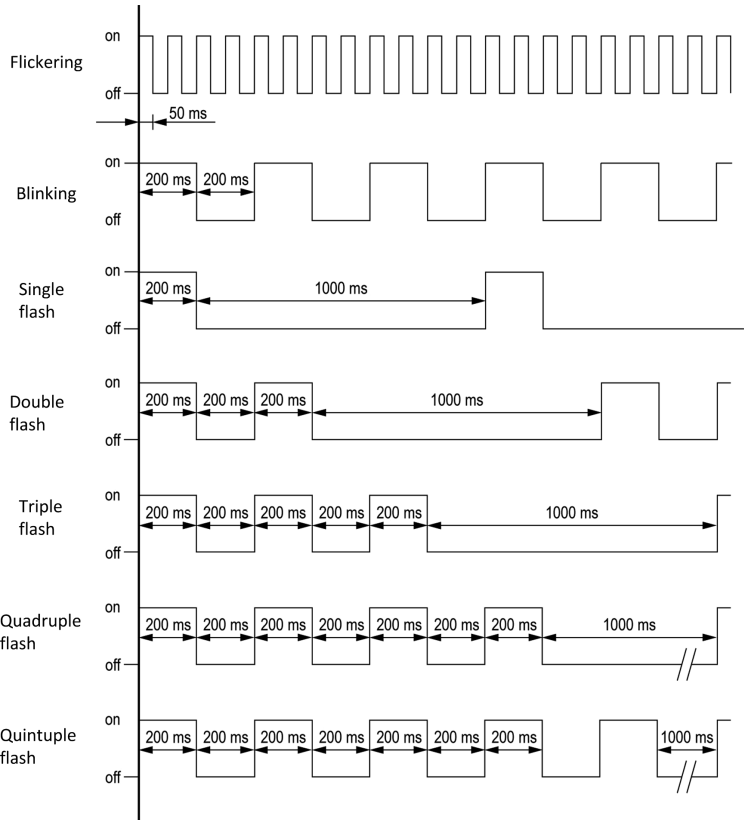 on
Flickering
off
50 ms
on
200 ms 200 ms
Blinking
off
on
Single
flash
200 ms 1000 ms
off
on
Double
flash
200 ms 200 ms 200 ms 1000 ms
off
on
Triple
flash
200 ms 200 ms 200 ms 200 ms 200 ms 1000 ms
off
on
Quadruple
flash
200 ms 200 ms 200 ms 200 ms 200 ms 200 ms 200 ms 1000 ms
off
on
Quintuple
flash
200 ms 200 ms 200 ms 200 ms 200 ms 200 ms 200 ms 1000 ms
off